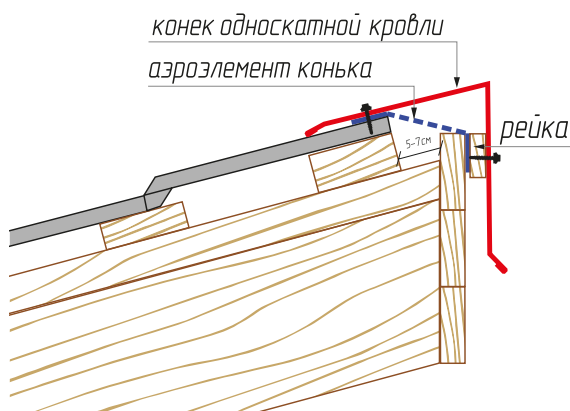 конек односкатной кровли
аэроэлемент конька
рейка
5-7см